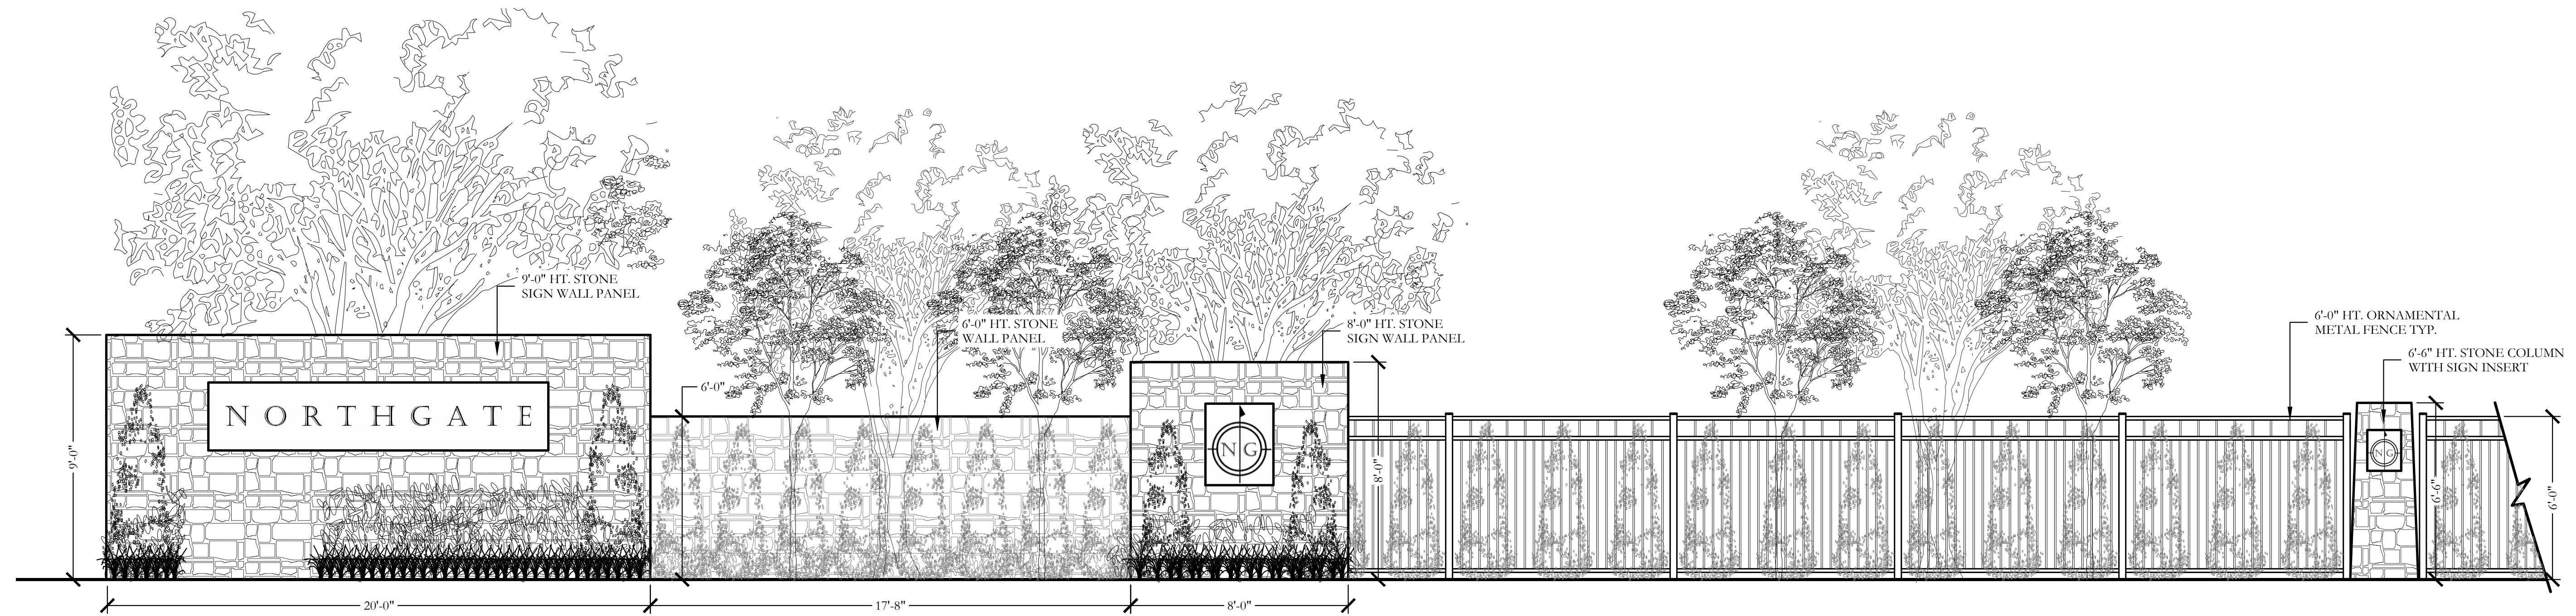 9'-0" HT. STONE
SIGN WALL PANEL
6'-0" HT. STONE
WALL PANEL
8'-0" HT. STONE
SIGN WALL PANEL
6'-0" HT. ORNAMENTAL
METAL FENCE TYP.
6'-6" HT. STONE COLUMN
WITH SIGN INSERT
NORTHGATE
NG
NG
9'-0"
6'-0"
8'-0"
6'-6"
6'-0"
20'-0"
17'-8"
8'-0"